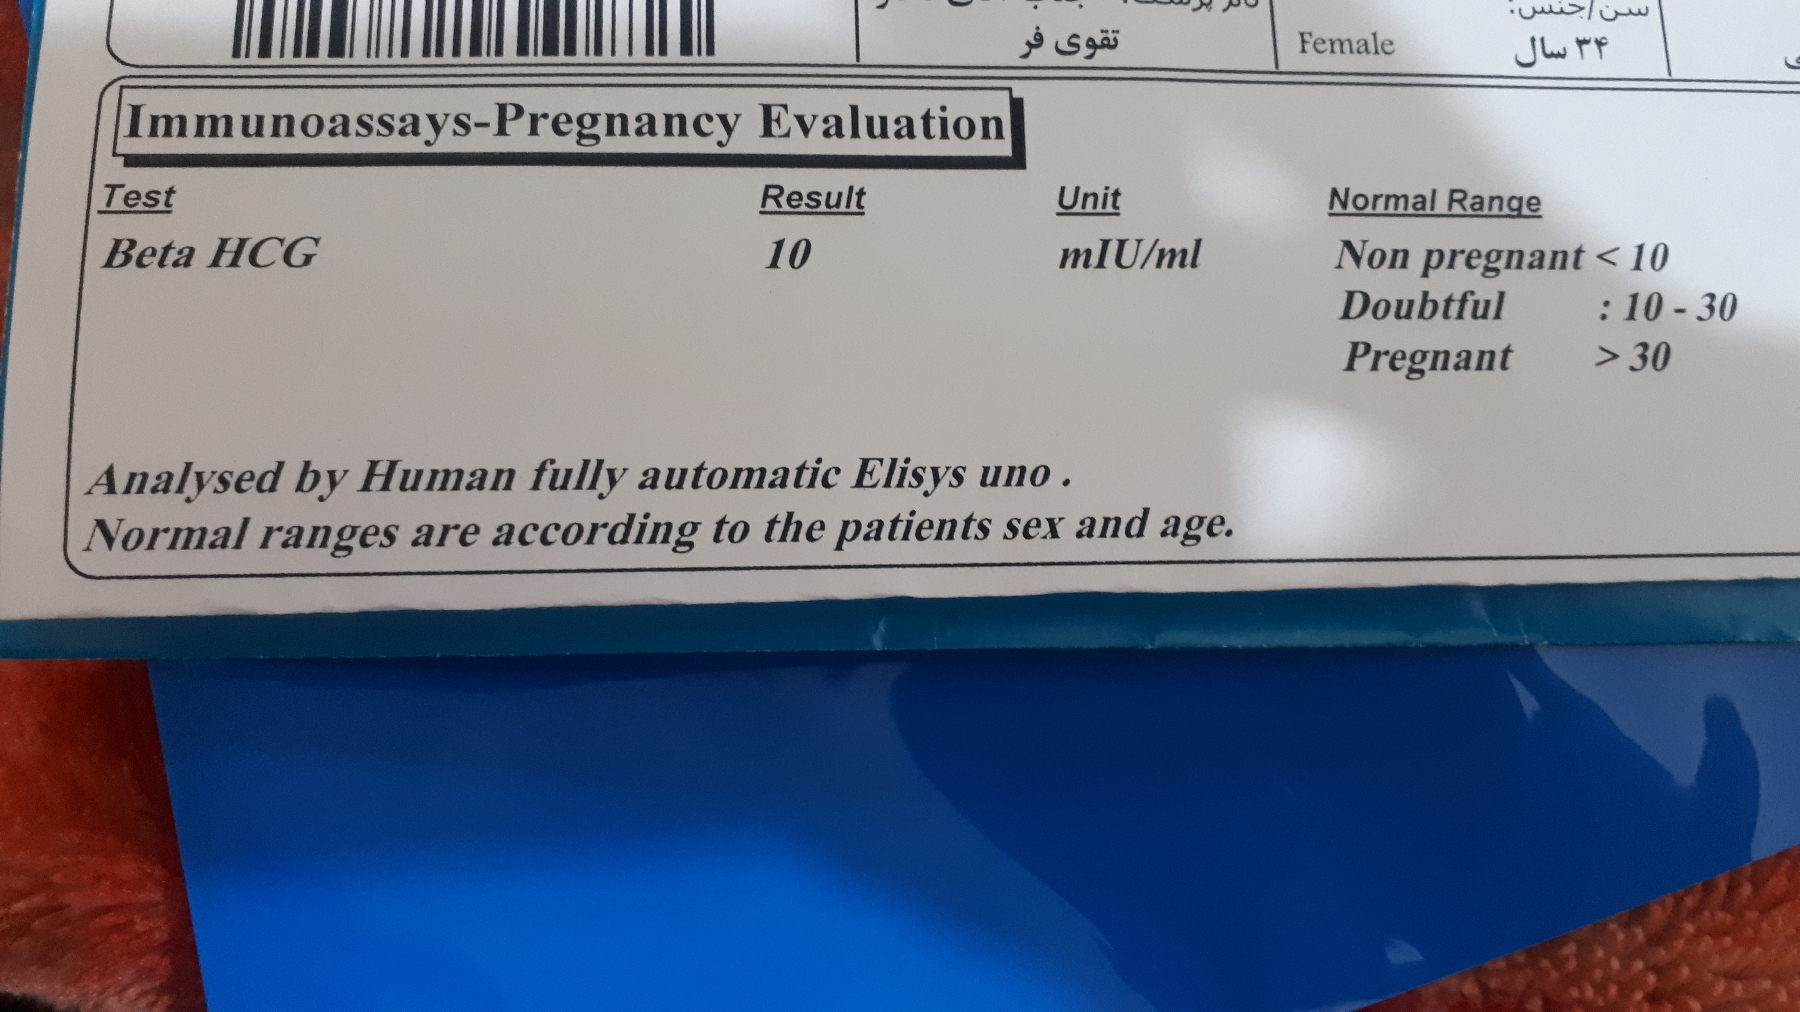 سن/جنس:
Female ۳۴ سال
تقوی فر
Immunoassays-Pregnancy Evaluation
Test Result Unit Normal Range
Beta HCG 10 mIU/ml Non pregnant < 10
Doubtful : 10 - 30
Pregnant > 30
Analysed by Human fully automatic Elisys uno .
Normal ranges are according to the patients sex and age.